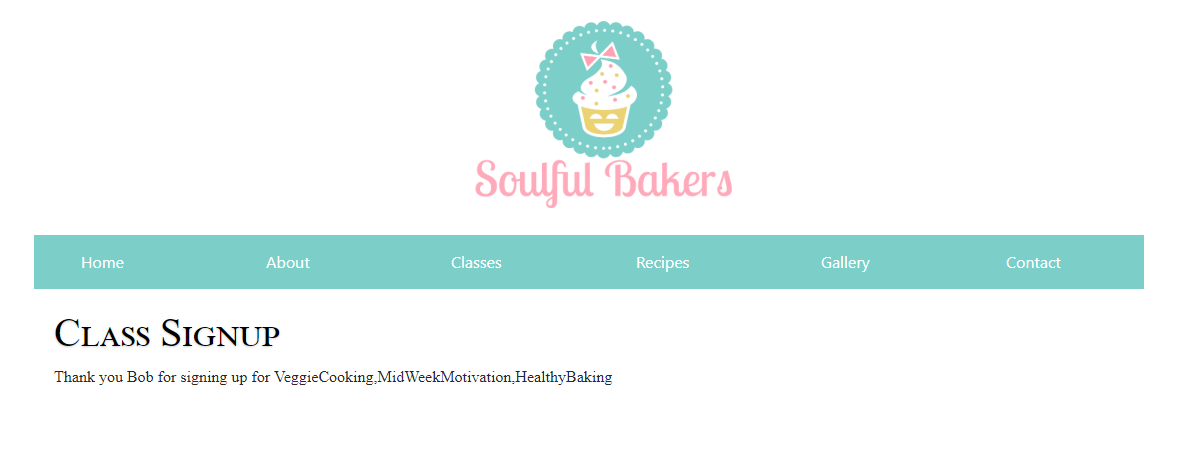 Soulful Bakers
Home About Classes Recipes Gallery Contact
Class Signup
Thank you Bob for signing up for VeggieCooking,MidWeekMotivation,HealthyBaking